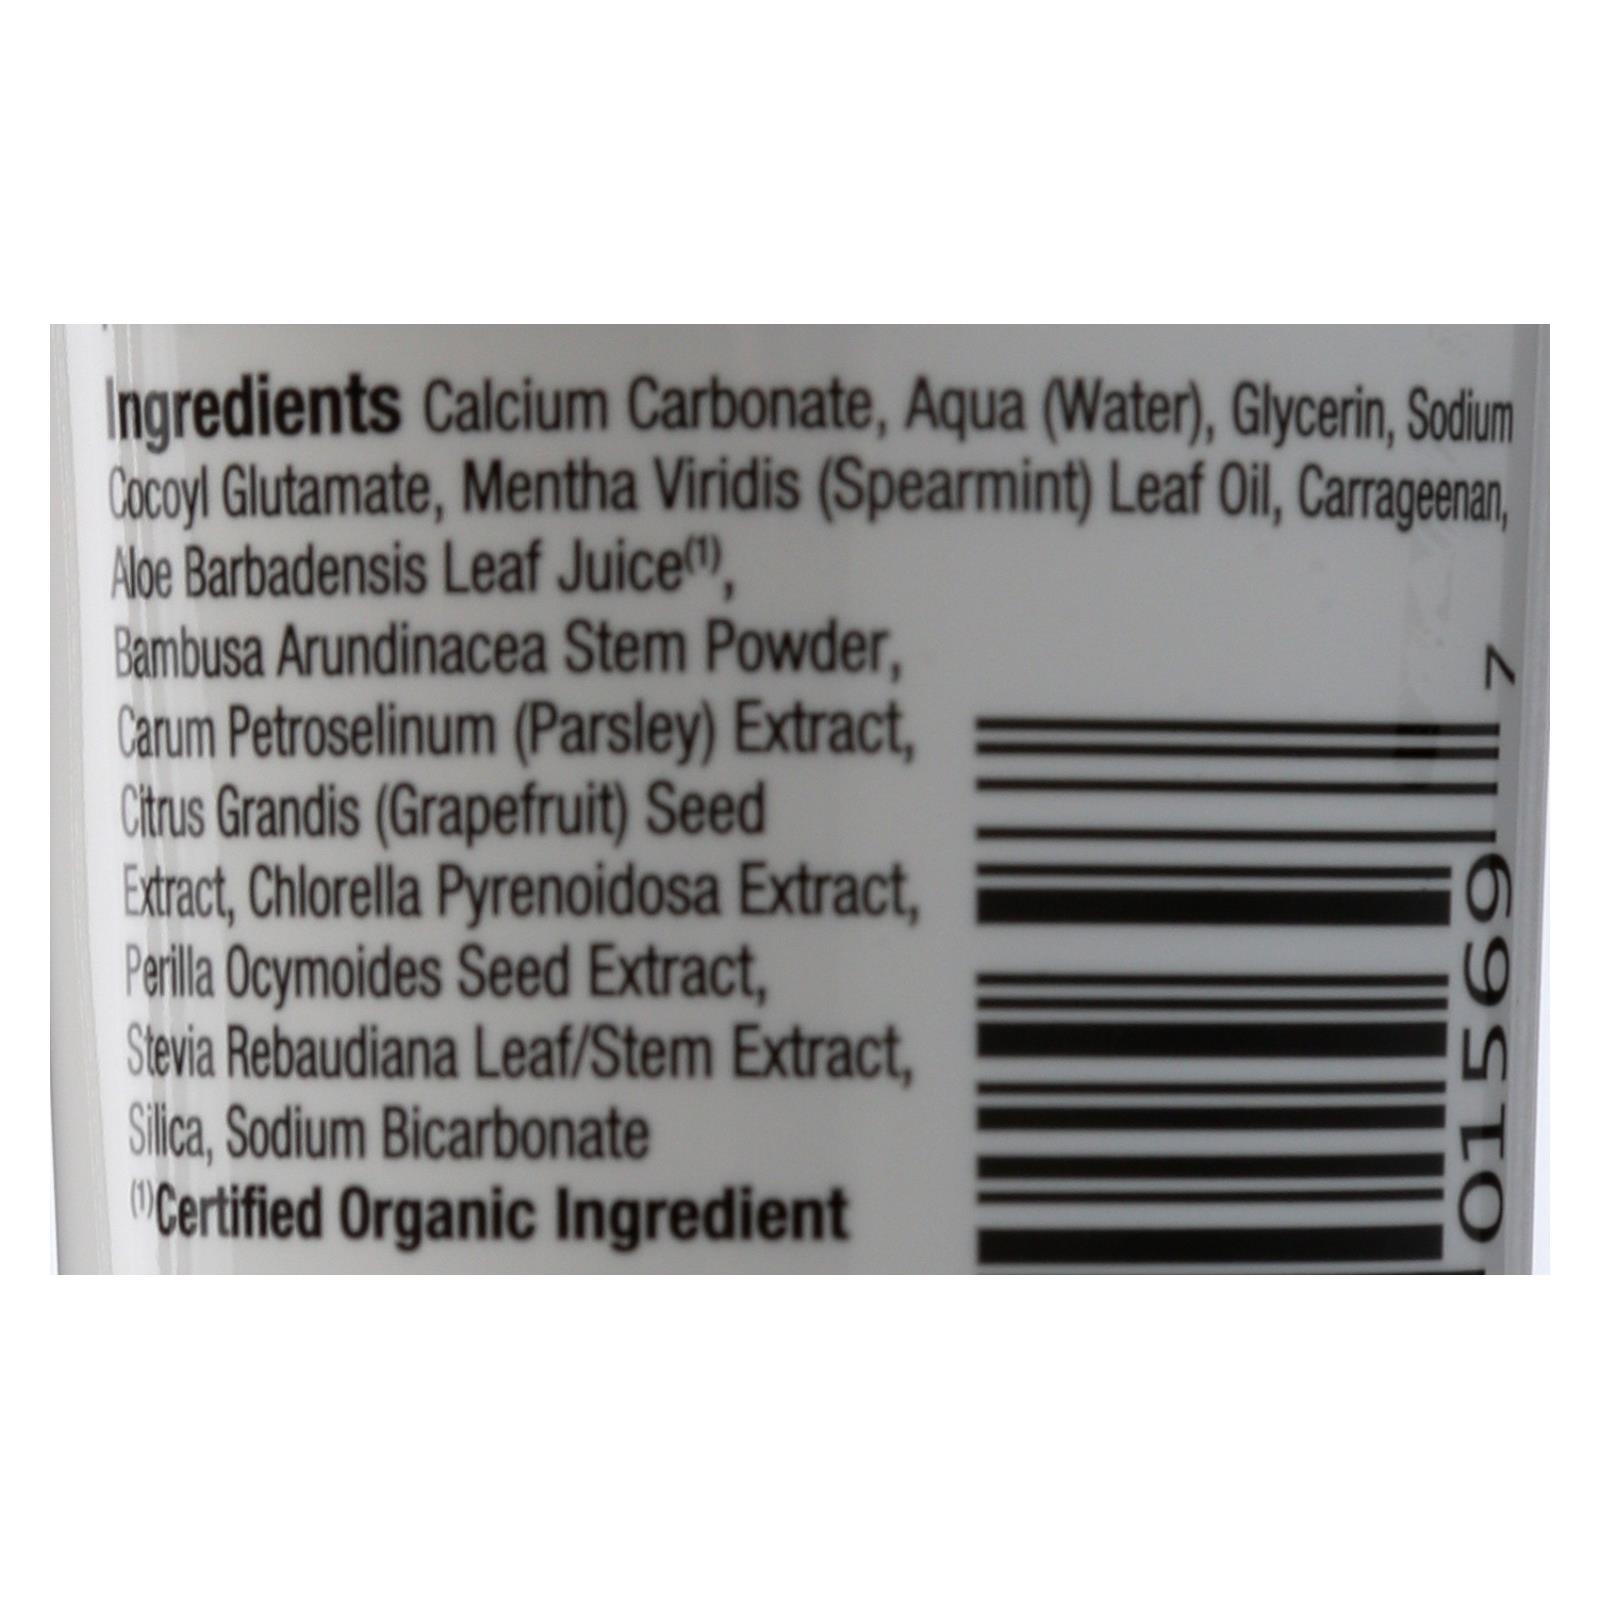 Ingredients Calcium Carbonate, Aqua (Water), Glycerin, Sodium
Cocoyl Glutamate, Mentha Viridis (Spearmint) Leaf Oil, Carrageenan,
Aloe Barbadensis Leaf Juice(1),
Bambusa Arundinacea Stem Powder,
Carum Petroselinum (Parsley) Extract,
Citrus Grandis (Grapefruit) Seed
Extract, Chlorella Pyrenoidosa Extract,
Perilla Ocymoides Seed Extract,
Stevia Rebaudiana Leaf/Stem Extract,
Silica, Sodium Bicarbonate
(1)Certified Organic Ingredient
01569 7